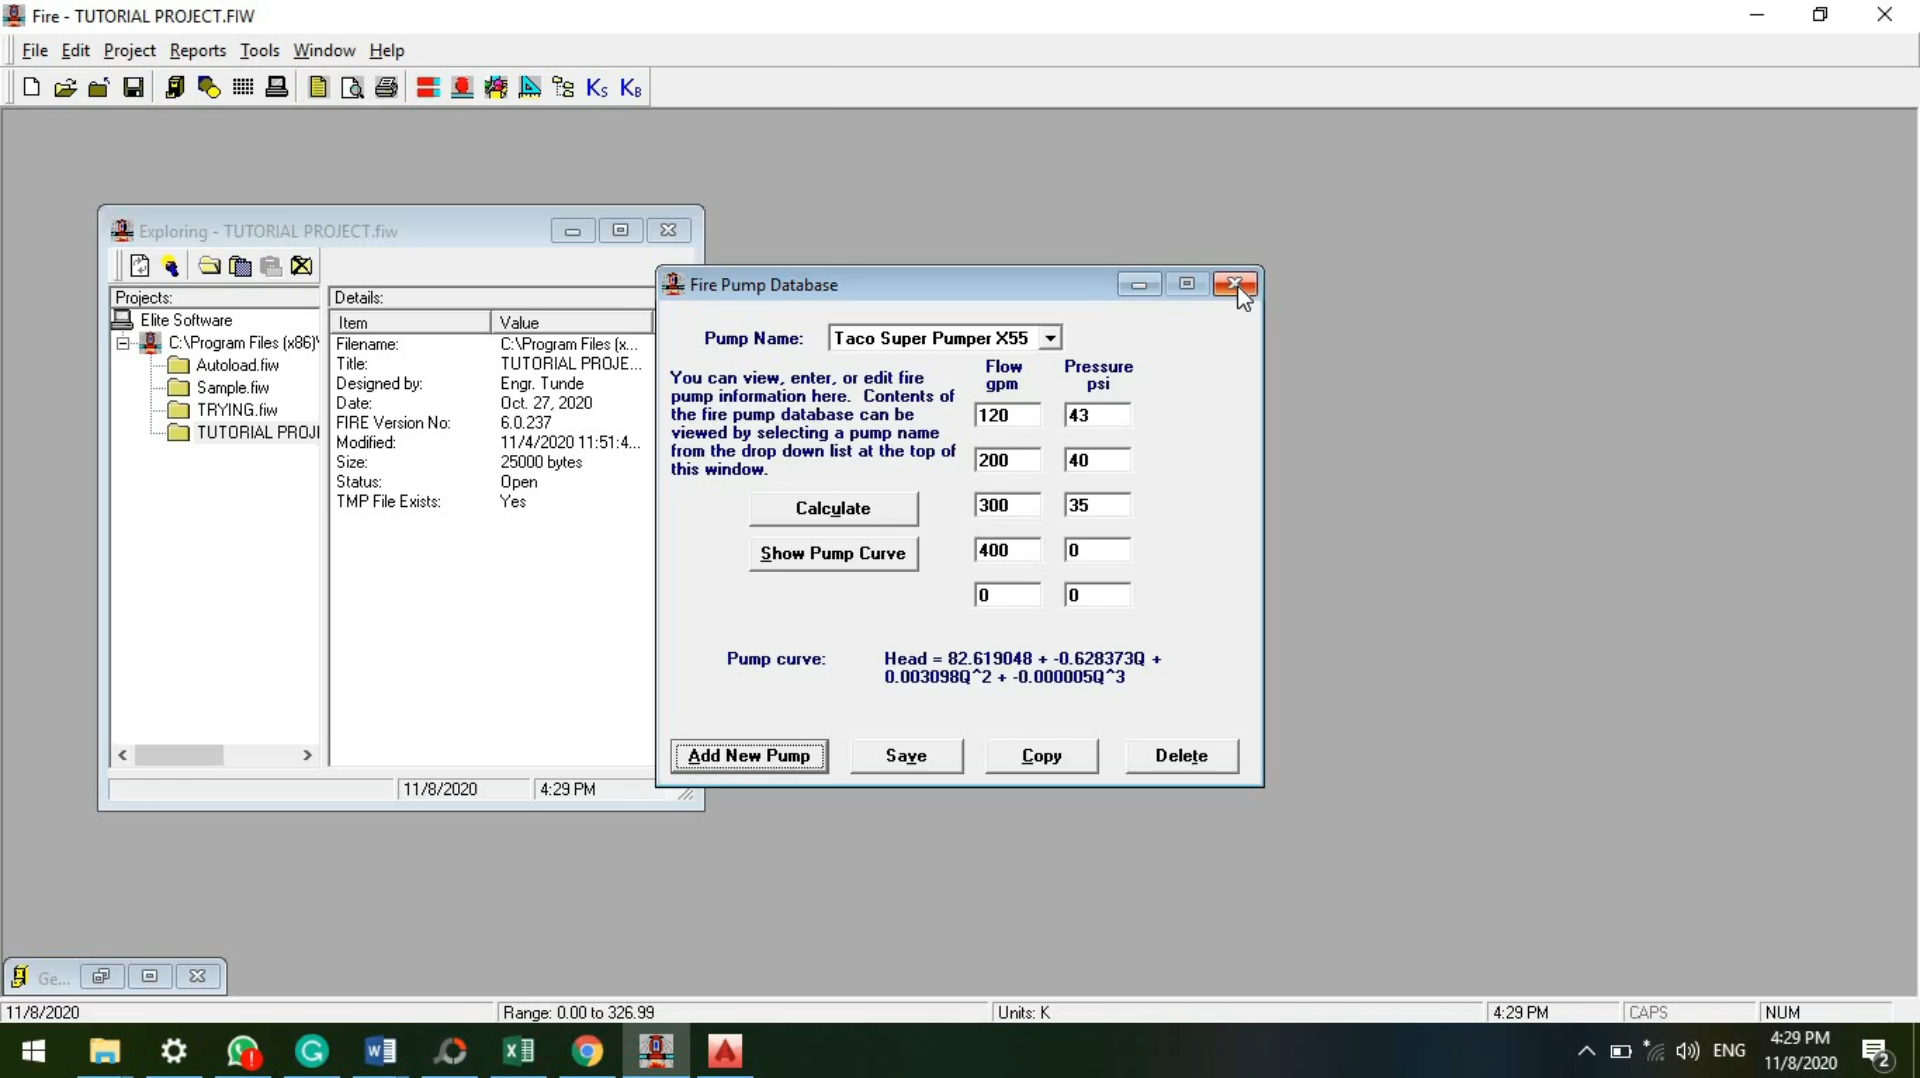 Fire - TUTORIAL PROJECT.FIW
File Edit Project Reports Tools Window Help
KS KB
Exploring - TUTORIAL PROJECT.fiw
Projects:
Elite Software
C:\Program Files (x86)\
Autoload.fiw
Sample.fiw
TRYING.fiw
TUTORIAL PROJ
Details:
Item Value
Filename: C:\Program Files (x...
Title: TUTORIAL PROJE...
Designed by: Engr. Tunde
Date: Oct. 27, 2020
FIRE Version No: 6.0.237
Modified: 11/4/2020 11:51:4...
Size: 25000 bytes
Status: Open
TMP File Exists: Yes
11/8/2020 4:29 PM
Fire Pump Database
Pump Name: Taco Super Pumper X55
You can view, enter, or edit fire
pump information here. Contents of
the fire pump database can be
viewed by selecting a pump name
from the drop down list at the top of
this window.
Flow Pressure
gpm psi
120 43
200 40
300 35
400 0
0 0
Calculate
Show Pump Curve
Pump curve: Head = 82.619048 + -0.628373Q +
0.003098Q^2 + -0.000005Q^3
Add New Pump Save Copy Delete
Ge...
11/8/2020 Range: 0.00 to 326.99 Units: K 4:29 PM CAPS NUM
ENG 4:29 PM
11/8/2020
2